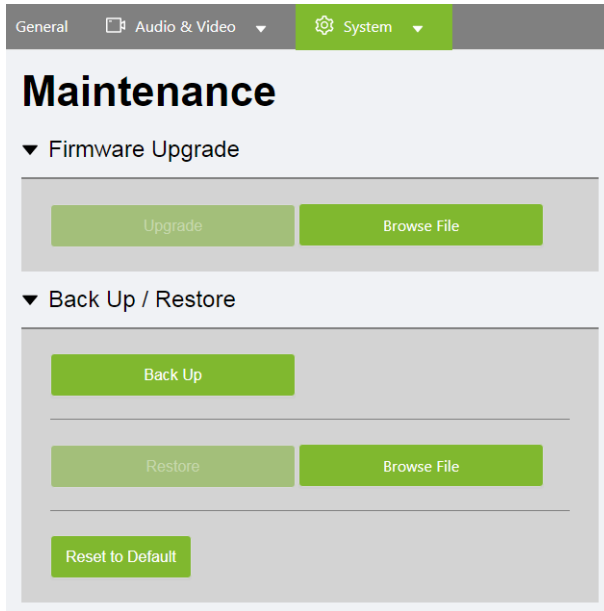 General Audio & Video System
Maintenance
Firmware Upgrade
Upgrade Browse File
Back Up / Restore
Back Up
Restore Browse File
Reset to Default